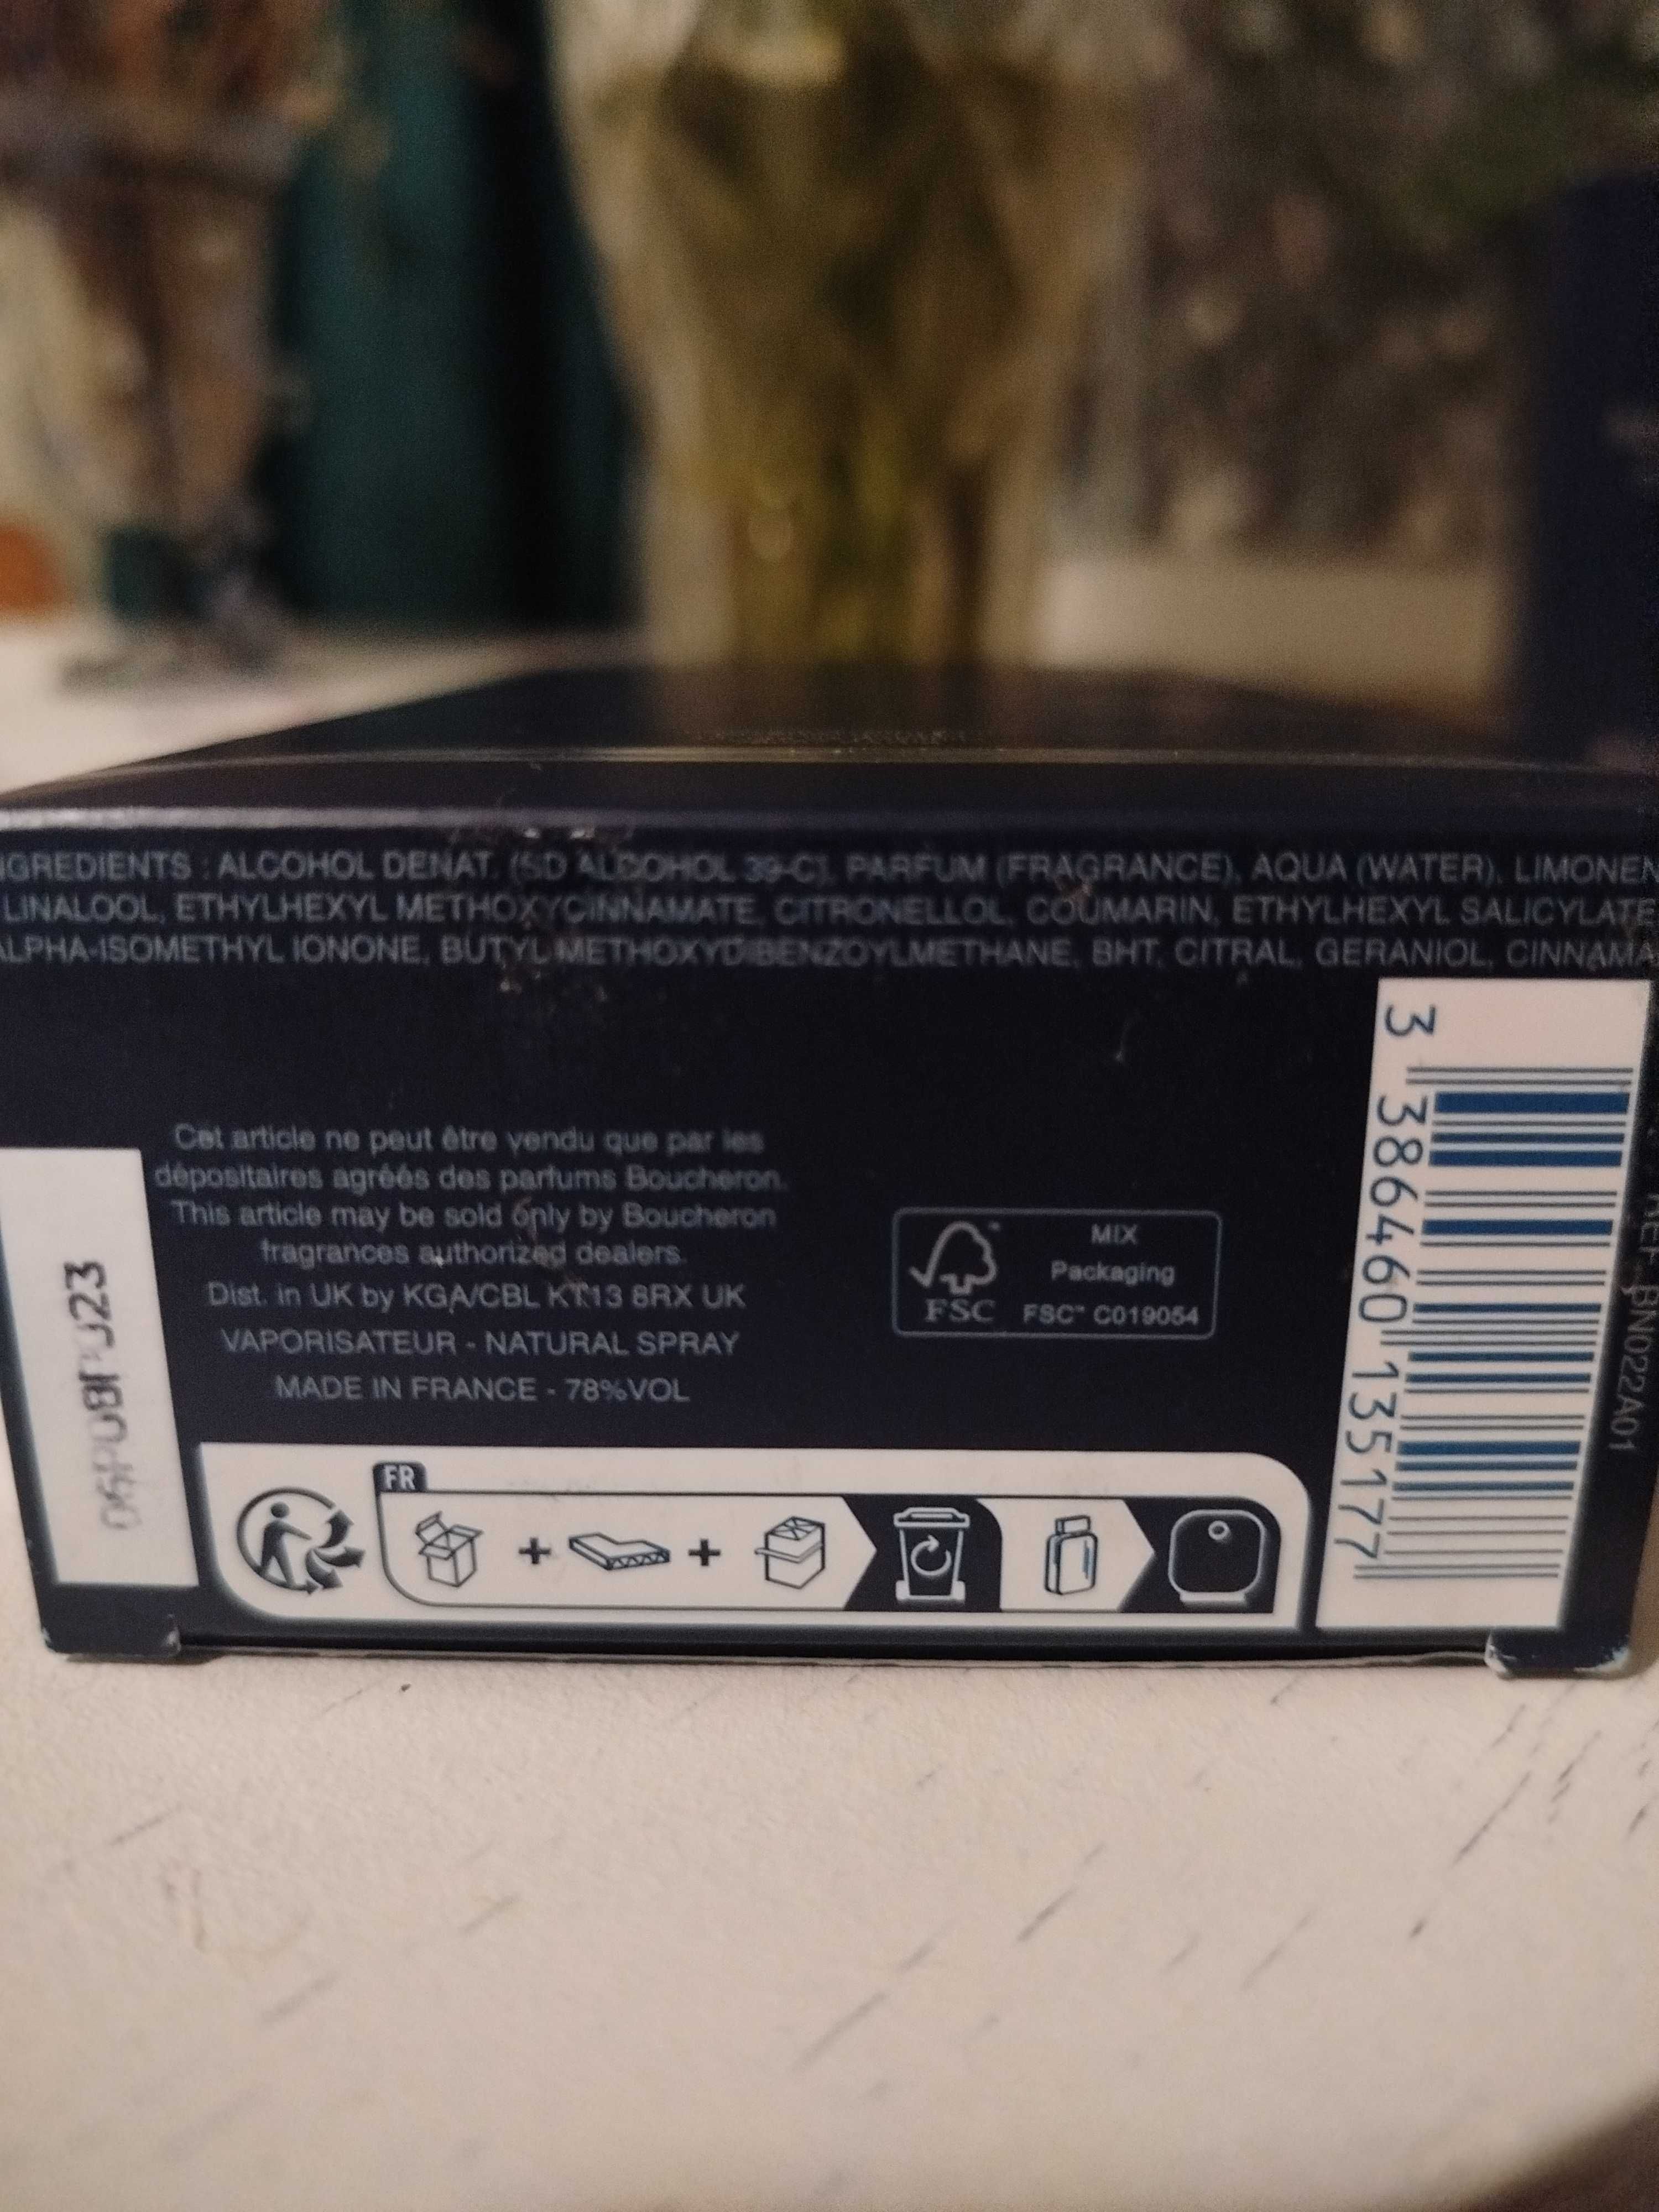 NGREDIENTS : ALCOHOL DENAT. (SD ALCOHOL 39-C), PARFUM (FRAGRANCE), AQUA (WATER), LIMONEN
LINALOOL, ETHYLHEXYL METHOXYCINNAMATE, CITRONELLOL, COUMARIN, ETHYLHEXYL SALICYLATE
ALPHA-ISOMETHYL IONONE, BUTYL METHOXYDIBENZOYLMETHANE, BHT, CITRAL, GERANIOL, CINNAMA
Cet article ne peut être vendu que par les
dépositaires agréés des parfums Boucheron.
This article may be sold only by Boucheron
fragrances authorized dealers.
Dist. in UK by KGA/CBL KT13 8RX UK
VAPORISATEUR - NATURAL SPRAY
MADE IN FRANCE - 78%VOL
FSC™
MIX
Packaging
FSC™ C019054
FR
3 386460 135177
REF. BN022A01